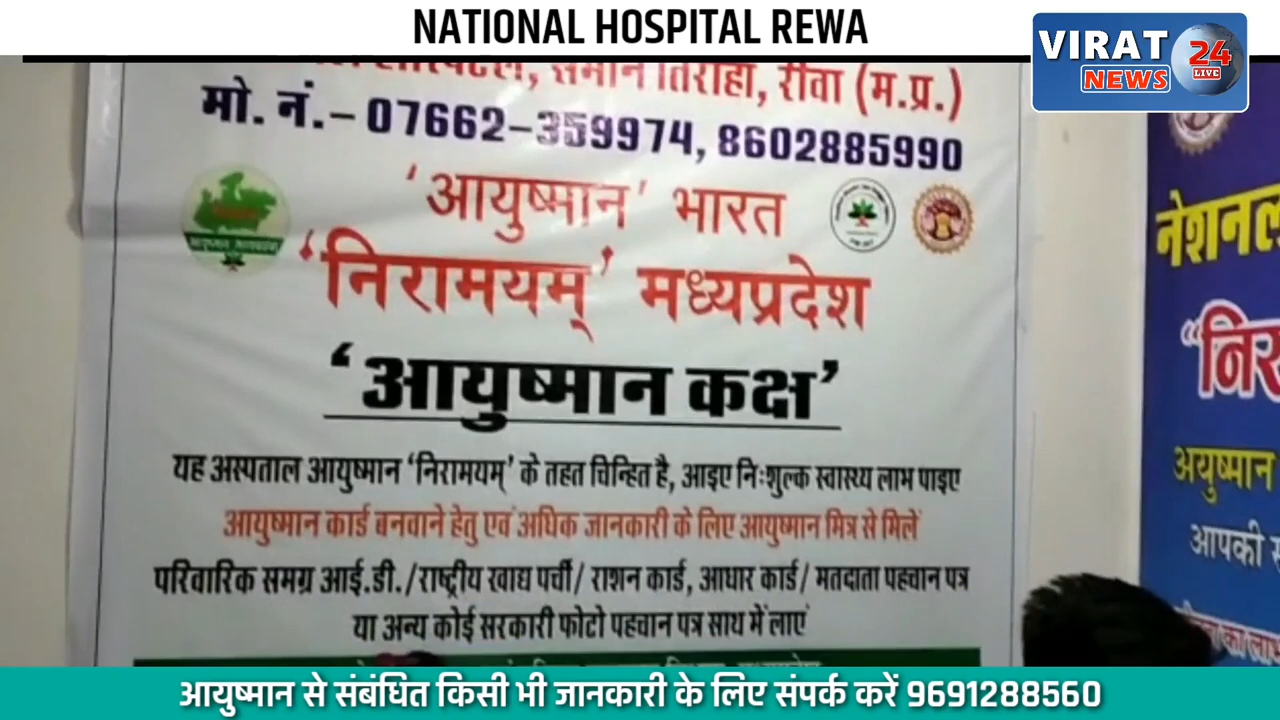 NATIONAL HOSPITAL REWA
VIRAT 24
NEWS LIVE
समान तिराहा, रीवा (म.प्र.)
मो. नं.– 07662–359974, 8602885990
'आयुष्मान' भारत
'निरामयम्' मध्यप्रदेश
'आयुष्मान कक्ष'
यह अस्पताल आयुष्मान 'निरामयम्' के तहत चिन्हित है, आइए निःशुल्क स्वास्थ्य लाभ पाइए
आयुष्मान कार्ड बनवाने हेतु एवं अधिक जानकारी के लिए आयुष्मान मित्र से मिलें
परिवारिक समग्र आई.डी./राष्ट्रीय खाद्य पर्ची/ राशन कार्ड, आधार कार्ड/ मतदाता पहचान पत्र
या अन्य कोई सरकारी फोटो पहचान पत्र साथ में लाएं
नेशनल
अयुष्मान
आपकी
का लाभ
आयुष्मान से संबंधित किसी भी जानकारी के लिए संपर्क करें 9691288560